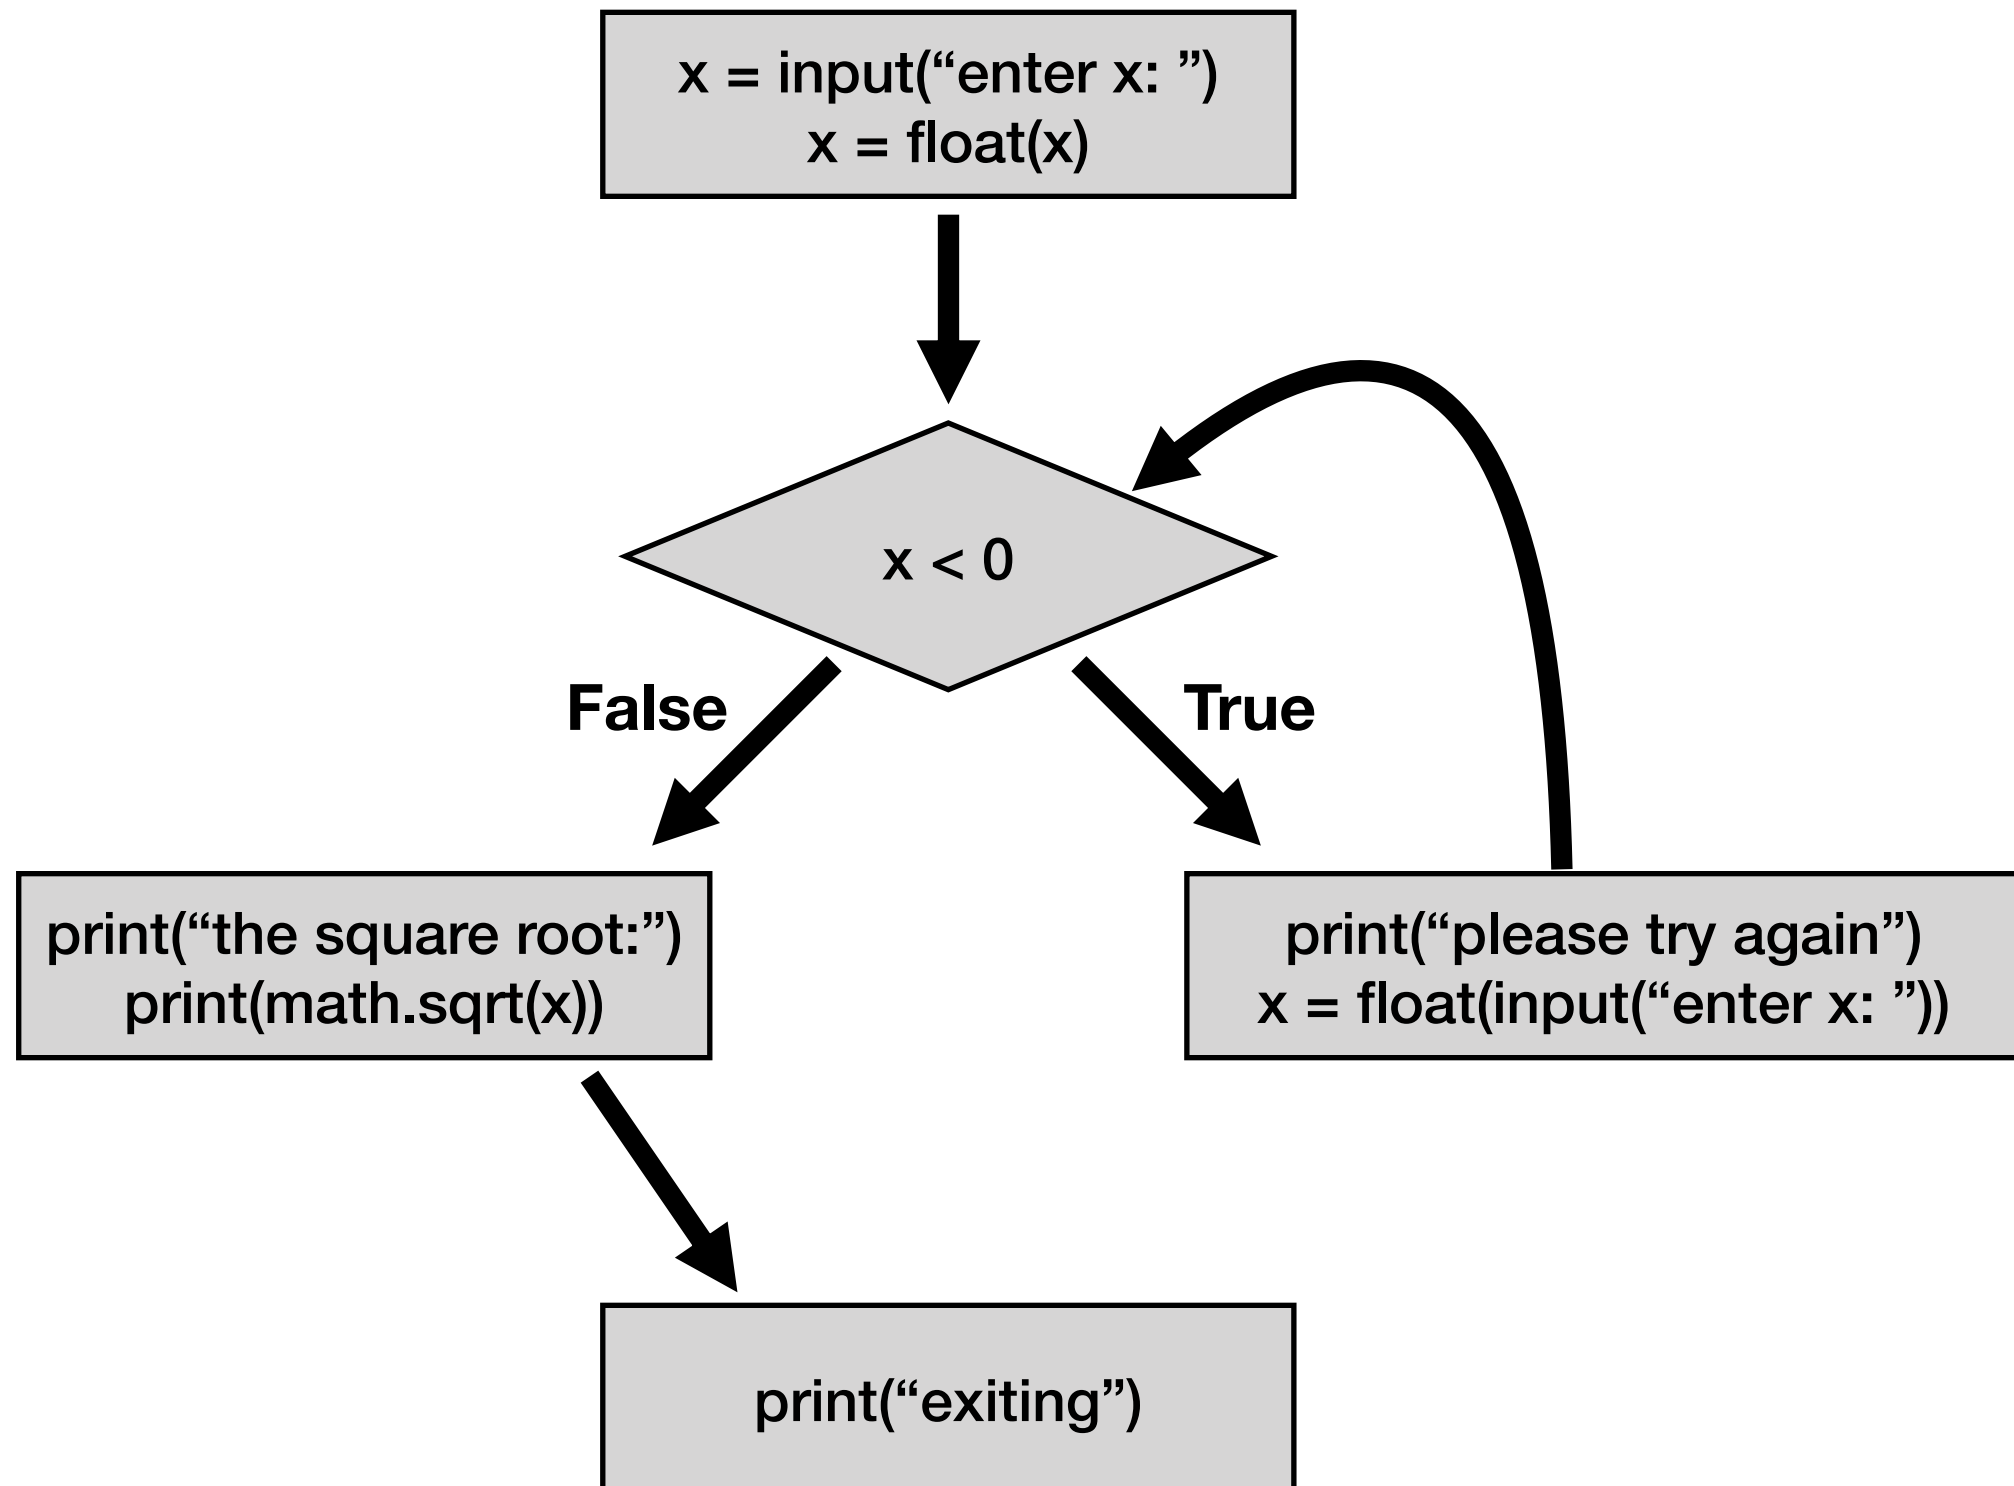 x = input(“enter x: ”)
x = float(x)
x < 0
False
True
print(“the square root:”)
print(math.sqrt(x))
print(“please try again”)
x = float(input(“enter x: ”))
print(“exiting”)